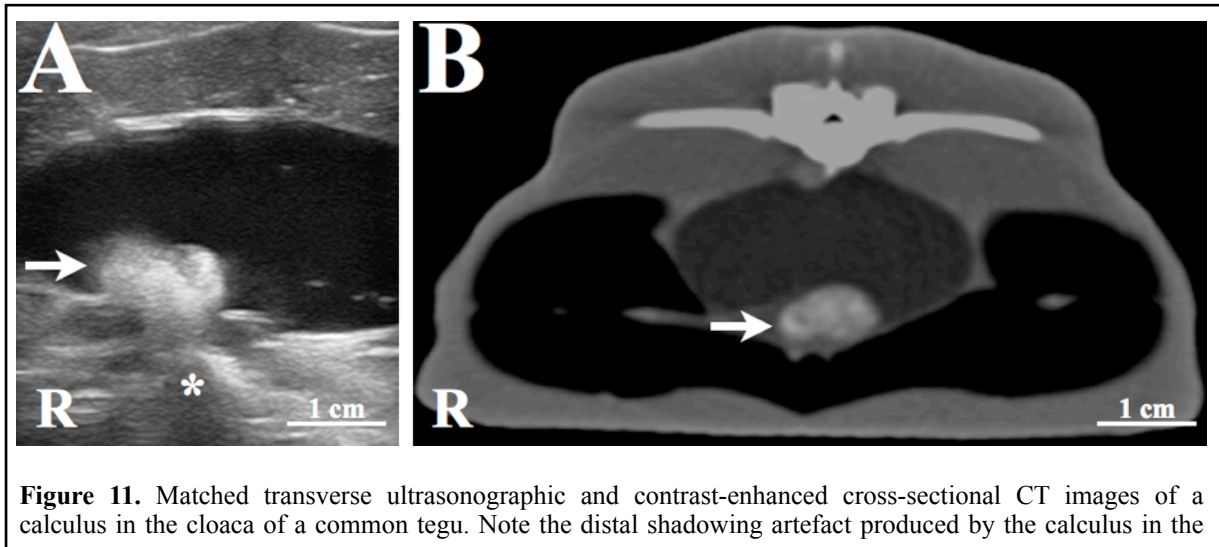 A
B
*
R
1 cm
R
1 cm
Figure 11. Matched transverse ultrasonographic and contrast-enhanced cross-sectional CT images of a
calculus in the cloaca of a common tegu. Note the distal shadowing artefact produced by the calculus in the